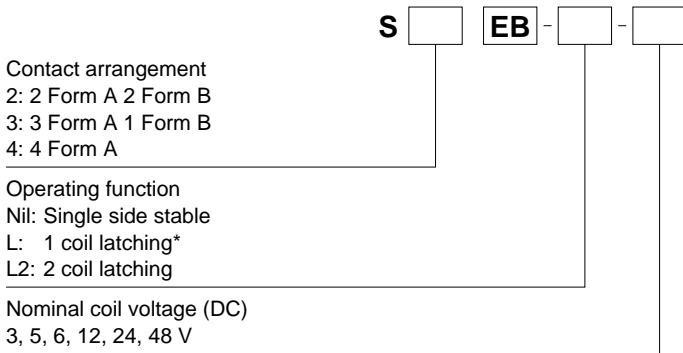 S EB - -
Contact arrangement
2: 2 Form A 2 Form B
3: 3 Form A 1 Form B
4: 4 Form A
Operating function
Nil: Single side stable
L: 1 coil latching*
L2: 2 coil latching
Nominal coil voltage (DC)
3, 5, 6, 12, 24, 48 V